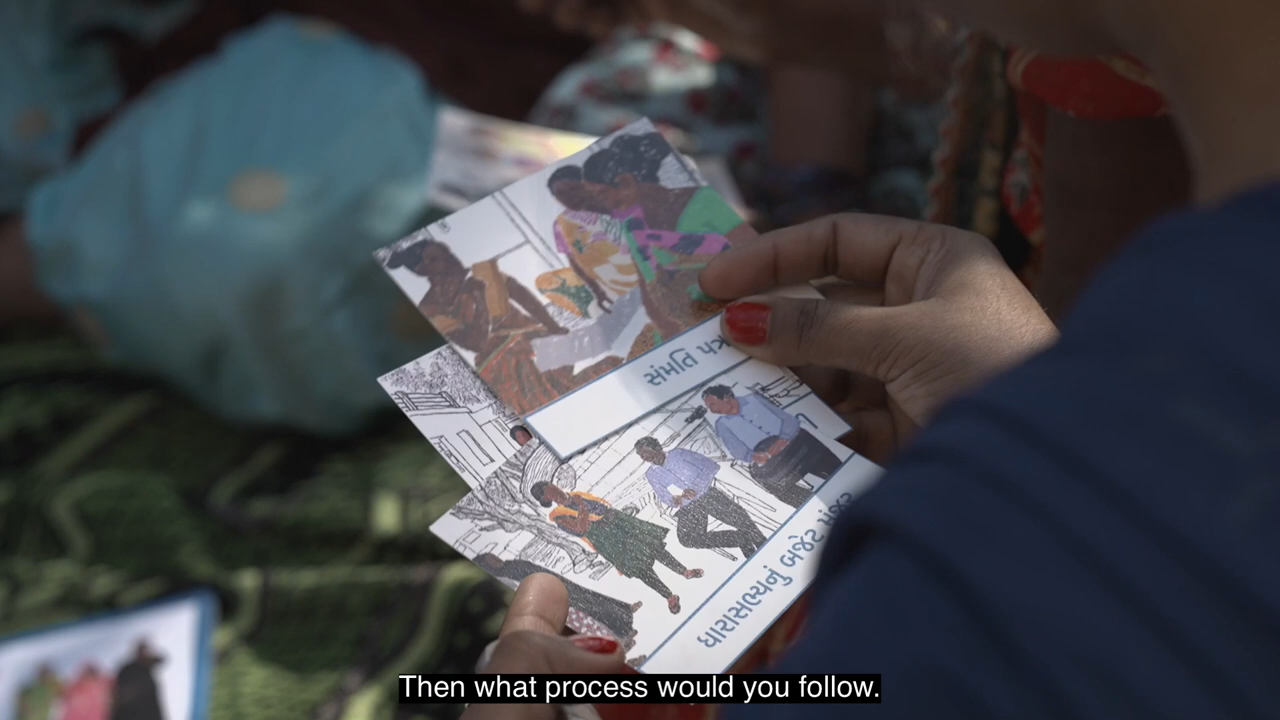 સંમતિ પત્ર
ધારાસભ્યનું બજેટ મંજૂર
Then what process would you follow.